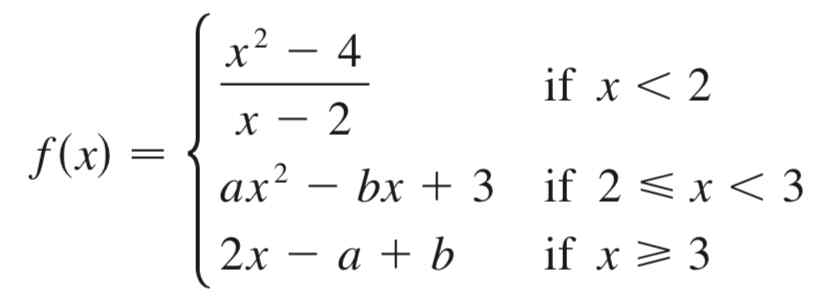 f(x) = { (x² − 4)/(x − 2) if x < 2
ax² − bx + 3 if 2 ⩽ x < 3
2x − a + b if x ⩾ 3